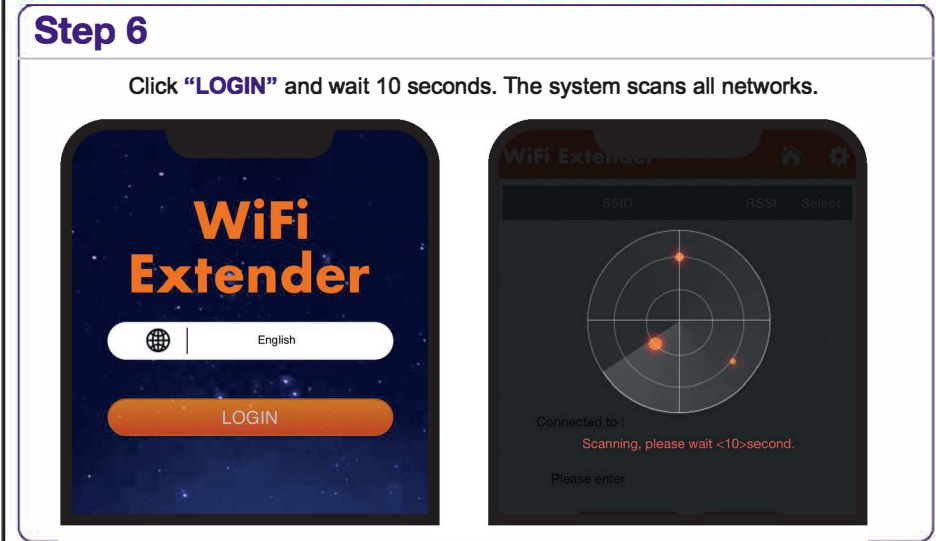 Step 6
Click “LOGIN” and wait 10 seconds. The system scans all networks.
WiFi
Extender
English
LOGIN
WiFi Extender
SSID RSSI Select
Connected to :
Scanning, please wait <10>second.
Please enter